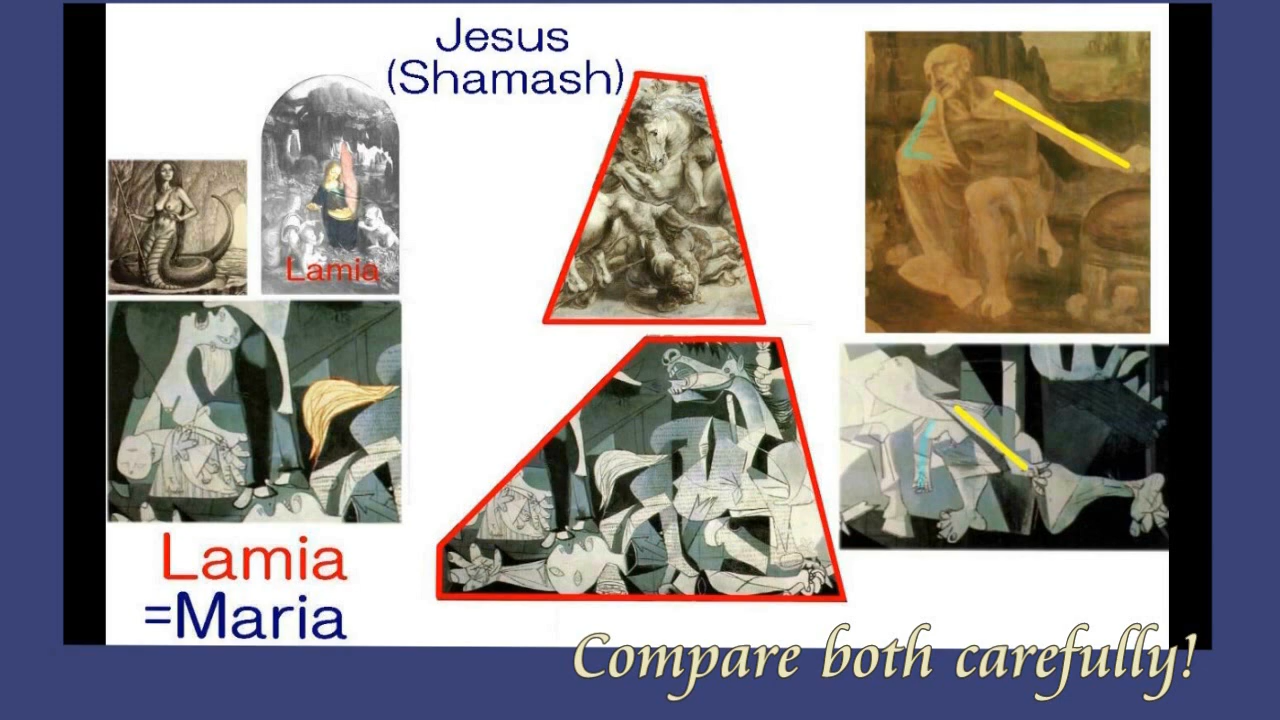 Jesus
(Shamash)
Lamia
Lamia
=Maria
Compare both carefully!